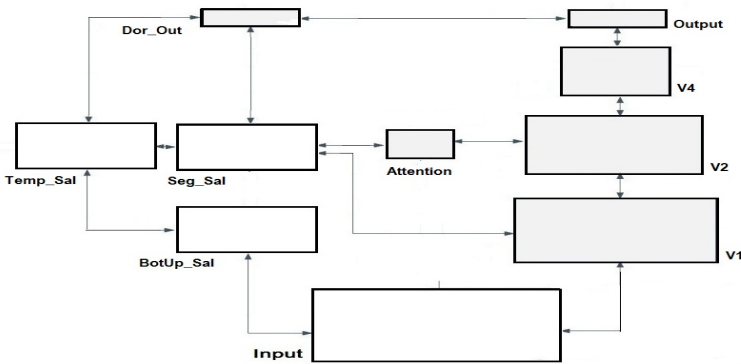 Dor_Out
Output
V4
Temp_Sal
Seg_Sal
Attention
V2
BotUp_Sal
V1
Input